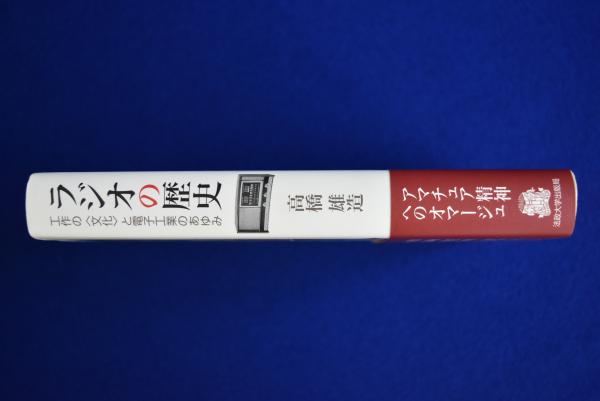 ラジオの歴史
工作の〈文化〉と電子工業のあゆみ
高橋 雄造
アマチュア精神
へのオマージュ
法政大学出版局